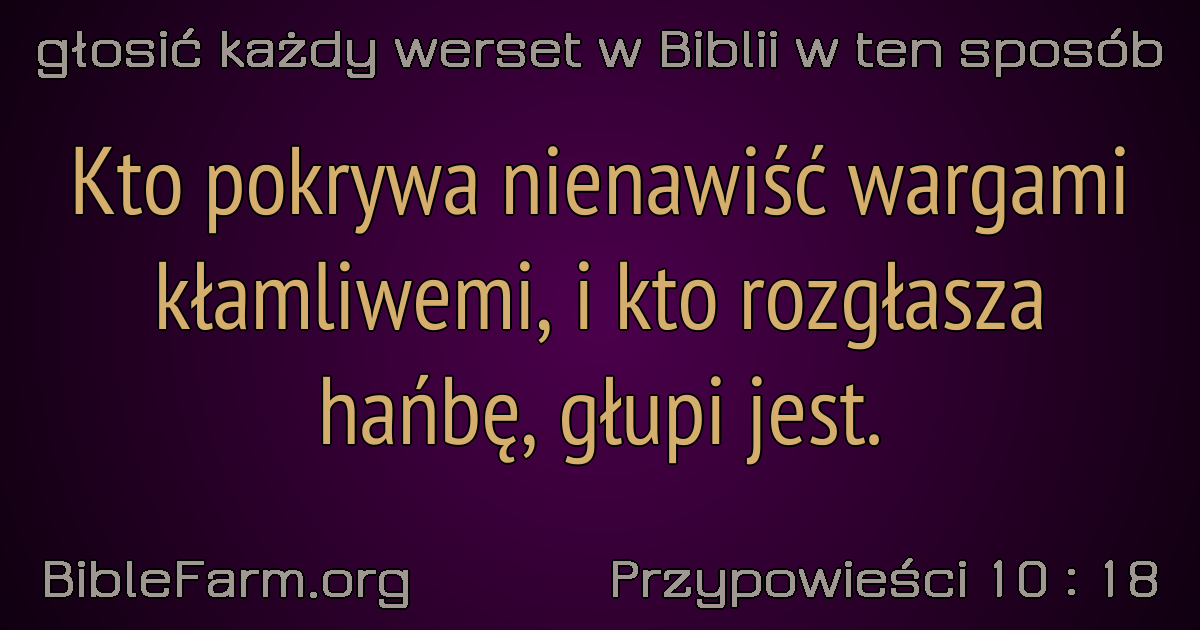 głosić każdy werset w Biblii w ten sposób
Kto pokrywa nienawiść wargami
kłamliwemi, i kto rozgłasza
hańbę, głupi jest.
BibleFarm.org
Przypowieści 10 : 18